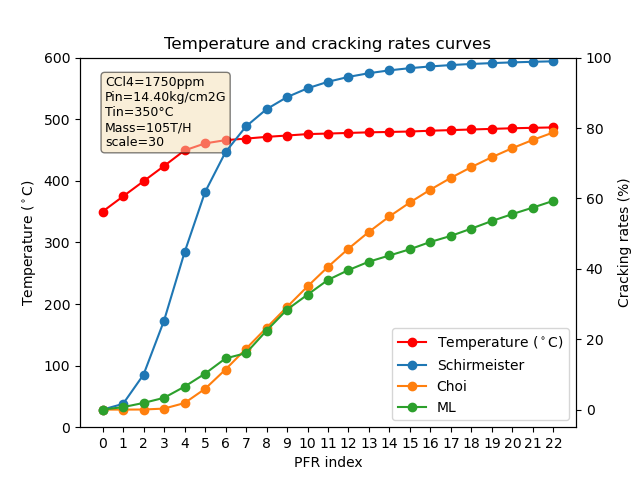 Temperature and cracking rates curves
600
500
400
300
200
100
0
Temperature (°C)
CCl4=1750ppm
Pin=14.40kg/cm2G
Tin=350°C
Mass=105T/H
scale=30
100
80
60
40
20
0
Cracking rates (%)
Temperature (°C)
Schirmeister
Choi
ML
0 1 2 3 4 5 6 7 8 9 10 11 12 13 14 15 16 17 18 19 20 21 22
PFR index